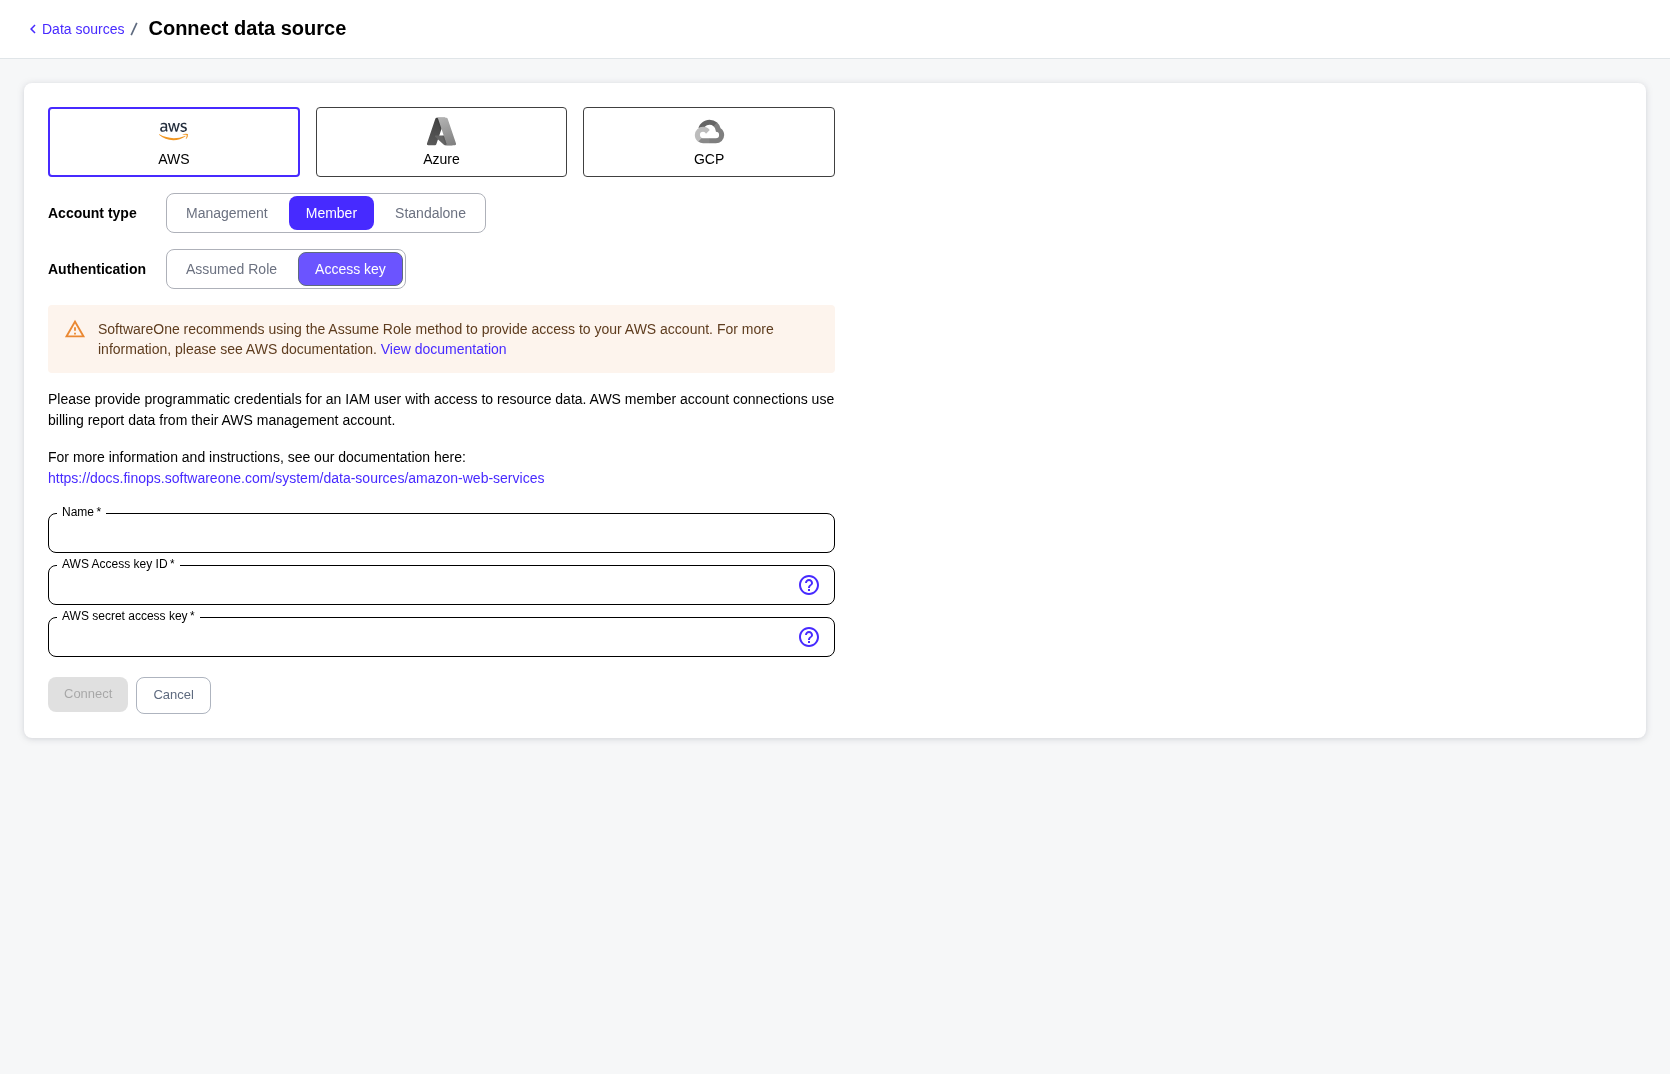 Data sources / Connect data source
aws
AWS
Azure
GCP
Account type
Management
Member
Standalone
Authentication
Assumed Role
Access key
SoftwareOne recommends using the Assume Role method to provide access to your AWS account. For more
information, please see AWS documentation. View documentation
Please provide programmatic credentials for an IAM user with access to resource data. AWS member account connections use
billing report data from their AWS management account.
For more information and instructions, see our documentation here:
https://docs.finops.softwareone.com/system/data-sources/amazon-web-services
Name *
AWS Access key ID *
AWS secret access key *
Connect
Cancel